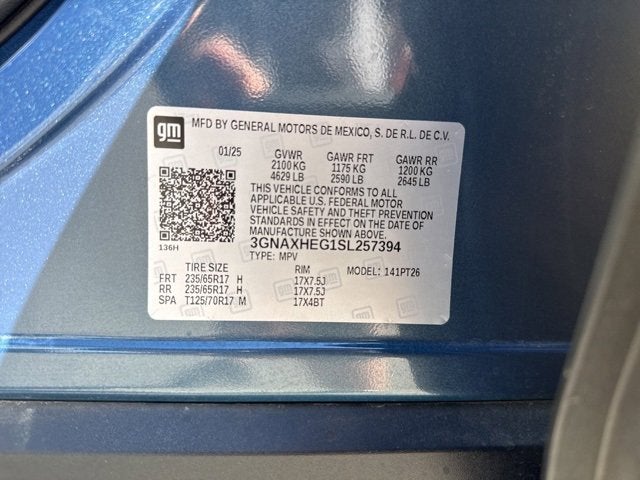 gm MFD BY GENERAL MOTORS DE MEXICO, S. DE R.L. DE C.V.
01/25 GVWR GAWR FRT GAWR RR
2100 KG 1175 KG 1200 KG
4629 LB 2590 LB 2645 LB
THIS VEHICLE CONFORMS TO ALL
APPLICABLE U.S. FEDERAL MOTOR
VEHICLE SAFETY AND THEFT PREVENTION
STANDARDS IN EFFECT ON THE DATE OF
MANUFACTURE SHOWN ABOVE.
136H 3GNAXHEG1SL257394
TYPE: MPV MODEL: 141PT26
TIRE SIZE RIM
FRT 235/65R17 H 17X7.5J
RR 235/65R17 H 17X7.5J
SPA T125/70R17 M 17X4BT